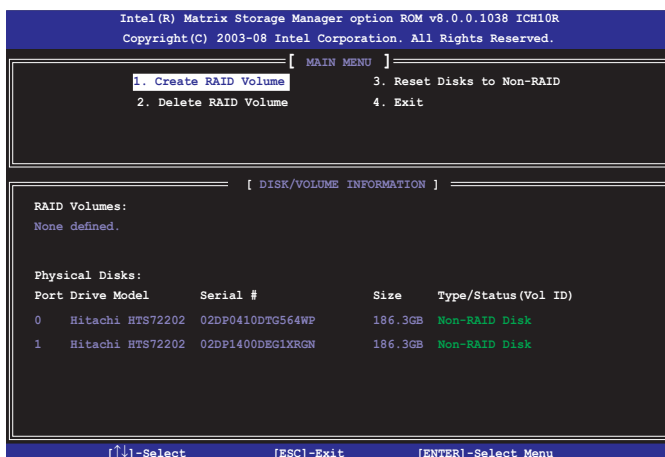 Intel(R) Matrix Storage Manager option ROM v8.0.0.1038 ICH10R
Copyright(C) 2003-08 Intel Corporation. All Rights Reserved.
[ MAIN MENU ]
1. Create RAID Volume 3. Reset Disks to Non-RAID
2. Delete RAID Volume 4. Exit
[ DISK/VOLUME INFORMATION ]
RAID Volumes:
None defined.
Physical Disks:
Port Drive Model Serial # Size Type/Status(Vol ID)
0 Hitachi HTS72202 02DP0410DTG564WP 186.3GB Non-RAID Disk
1 Hitachi HTS72202 02DP1400DEG1XRGN 186.3GB Non-RAID Disk
[↑↓]-Select [ESC]-Exit [ENTER]-Select Menu